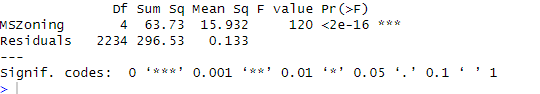 Df Sum Sq Mean Sq F value Pr(>F)
MSZoning 4 63.73 15.932 120 <2e-16 ***
Residuals 2234 296.53 0.133
---
Signif. codes: 0 ‘***’ 0.001 ‘**’ 0.01 ‘*’ 0.05 ‘.’ 0.1 ‘ ’ 1
>